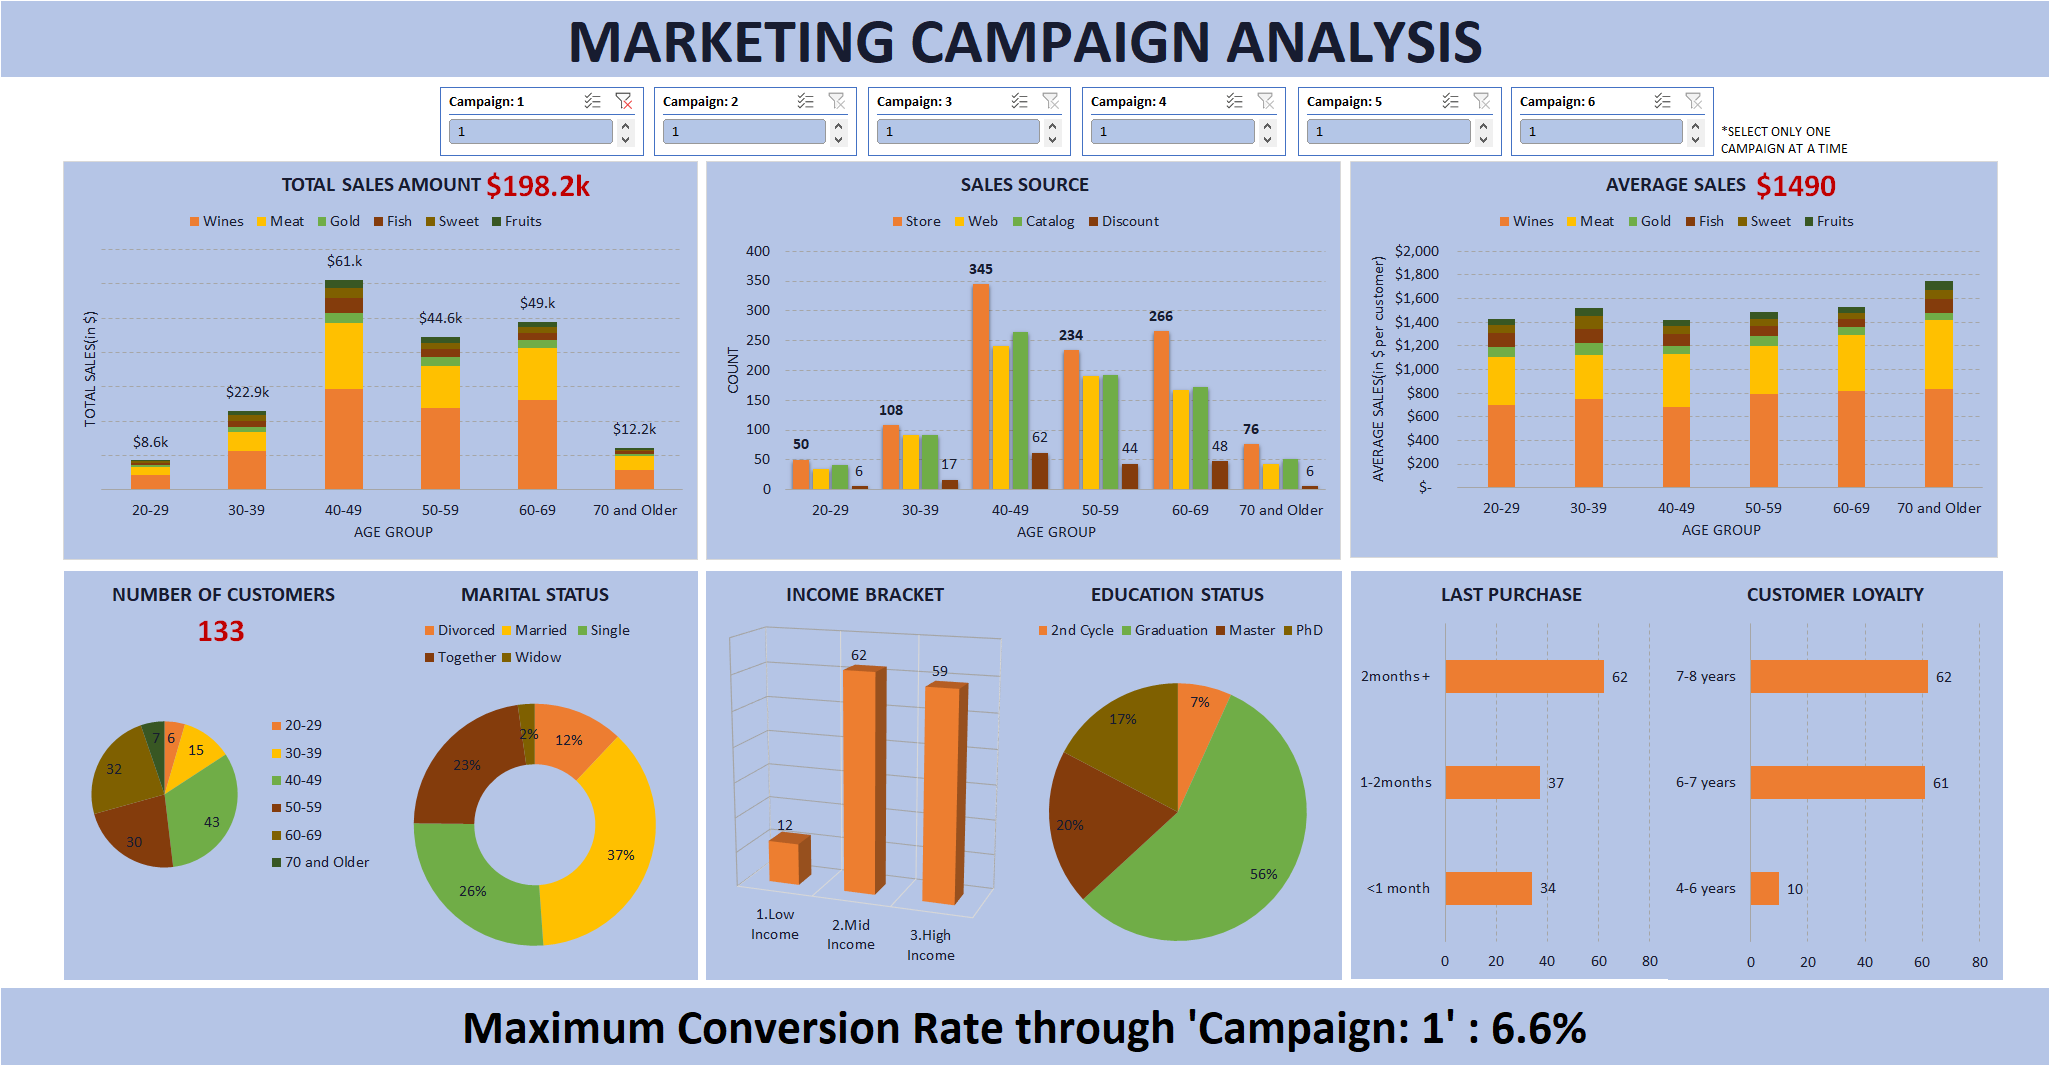 MARKETING CAMPAIGN ANALYSIS
Campaign: 1
1
Campaign: 2
1
Campaign: 3
1
Campaign: 4
1
Campaign: 5
1
Campaign: 6
1
*SELECT ONLY ONE
CAMPAIGN AT A TIME
TOTAL SALES AMOUNT $198.2k
Wines Meat Gold Fish Sweet Fruits
TOTAL SALES(in $)
$8.6k
$22.9k
$61.k
$44.6k
$49.k
$12.2k
20-29 30-39 40-49 50-59 60-69 70 and Older
AGE GROUP
SALES SOURCE
Store Web Catalog Discount
COUNT
400
350
300
250
200
150
100
50
0
50 6
108 17
345 62
234 44
266 48
76 6
20-29 30-39 40-49 50-59 60-69 70 and Older
AGE GROUP
AVERAGE SALES $1490
Wines Meat Gold Fish Sweet Fruits
AVERAGE SALES(in $ per customer)
$2,000
$1,800
$1,600
$1,400
$1,200
$1,000
$800
$600
$400
$200
$-
20-29 30-39 40-49 50-59 60-69 70 and Older
AGE GROUP
NUMBER OF CUSTOMERS
133
7 6
15
32
43
30
20-29
30-39
40-49
50-59
60-69
70 and Older
MARITAL STATUS
Divorced Married Single
Together Widow
2% 12%
23%
37%
26%
INCOME BRACKET
12
62
59
1.Low
Income
2.Mid
Income
3.High
Income
EDUCATION STATUS
2nd Cycle Graduation Master PhD
7%
17%
20%
56%
LAST PURCHASE
2months+ 62
1-2months 37
<1 month 34
0 20 40 60 80
CUSTOMER LOYALTY
7-8 years 62
6-7 years 61
4-6 years 10
0 20 40 60 80
Maximum Conversion Rate through 'Campaign: 1' : 6.6%